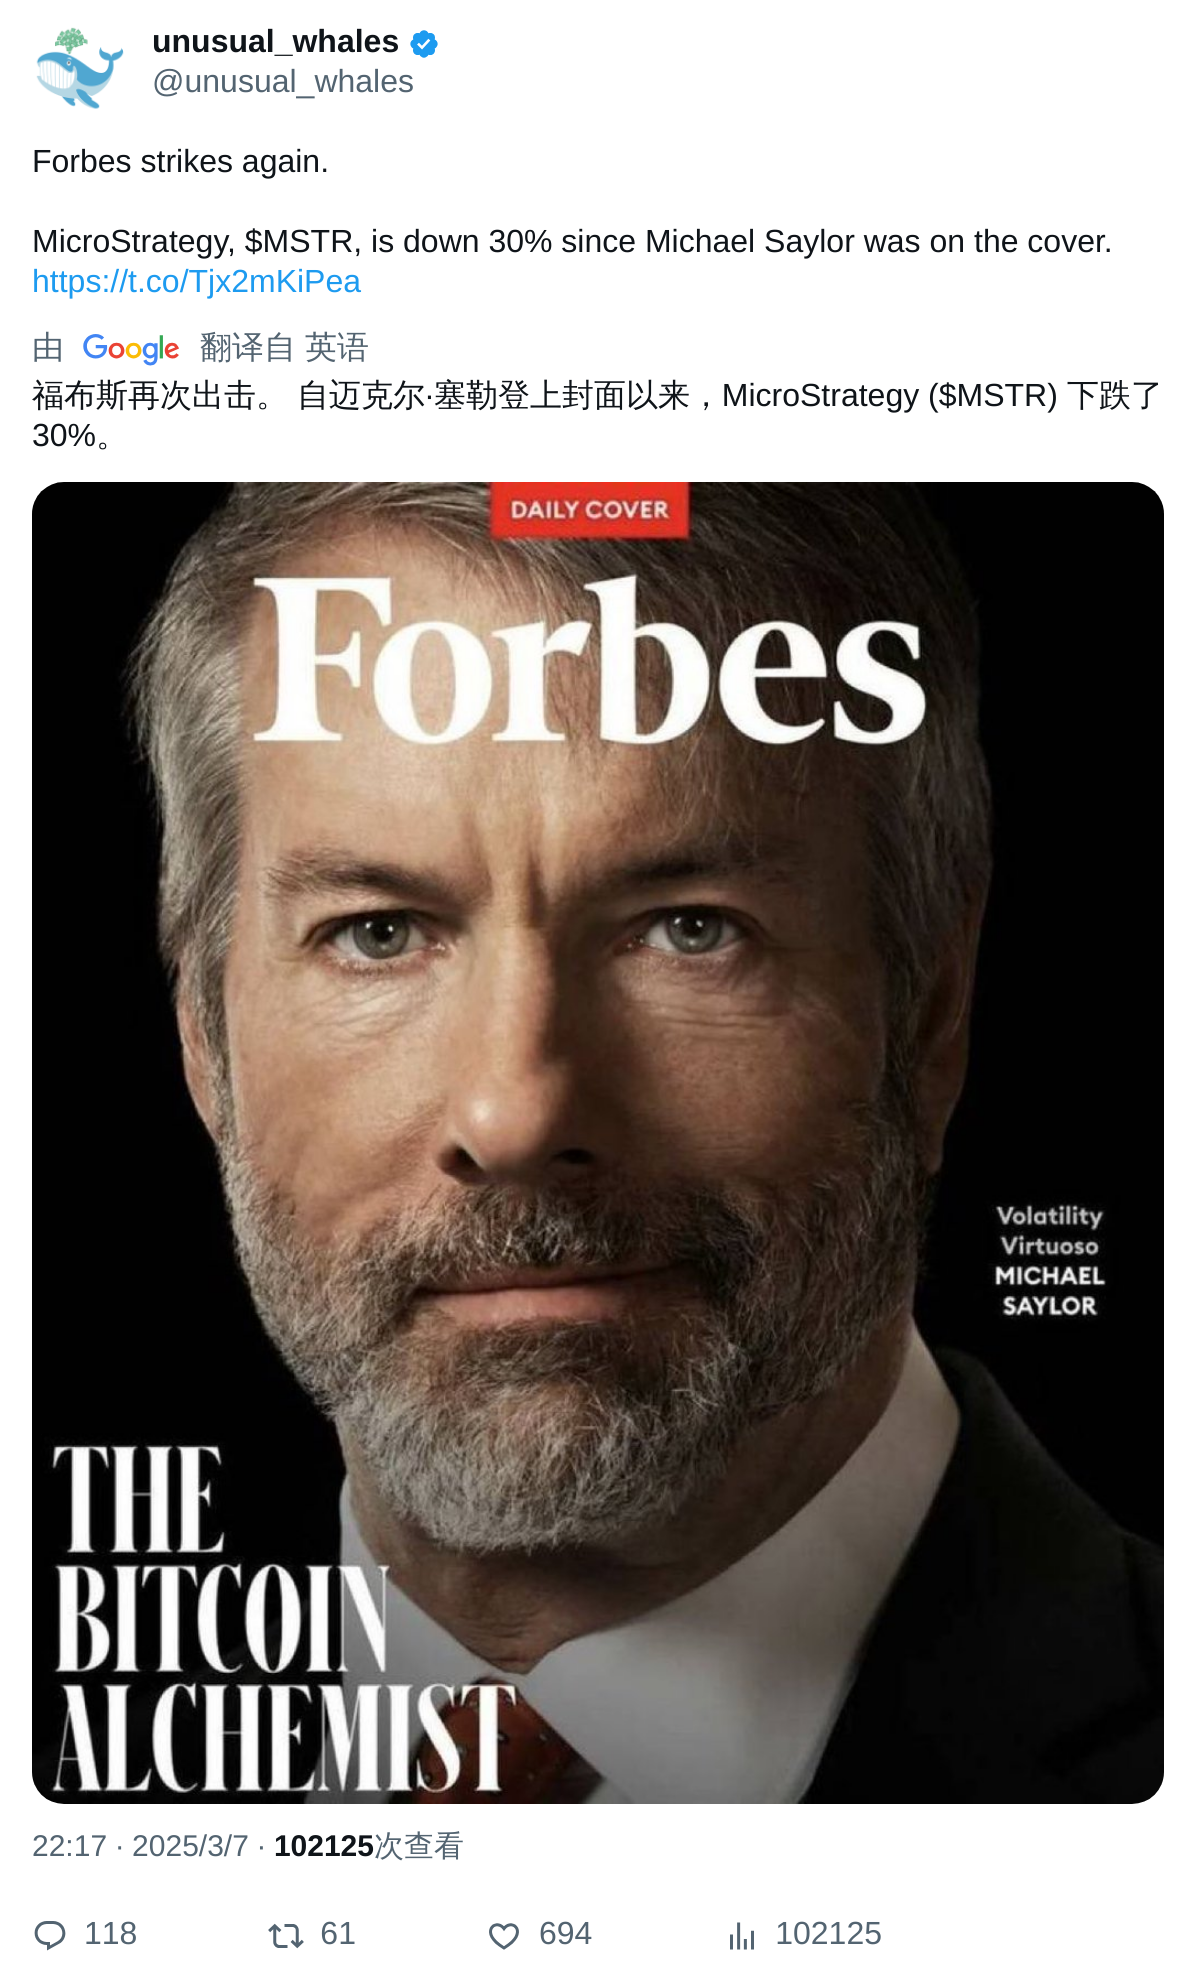 unusual_whales
@unusual_whales
Forbes strikes again.
MicroStrategy, $MSTR, is down 30% since Michael Saylor was on the cover.
https://t.co/Tjx2mKiPea
由 Google 翻译自 英语
福布斯再次出击。 自迈克尔·塞勒登上封面以来，MicroStrategy ($MSTR) 下跌了
30%。
DAILY COVER
Forbes
Volatility
Virtuoso
MICHAEL
SAYLOR
THE
BITCOIN
ALCHEMIST
22:17 · 2025/3/7 · 102125次查看
118 61 694 102125